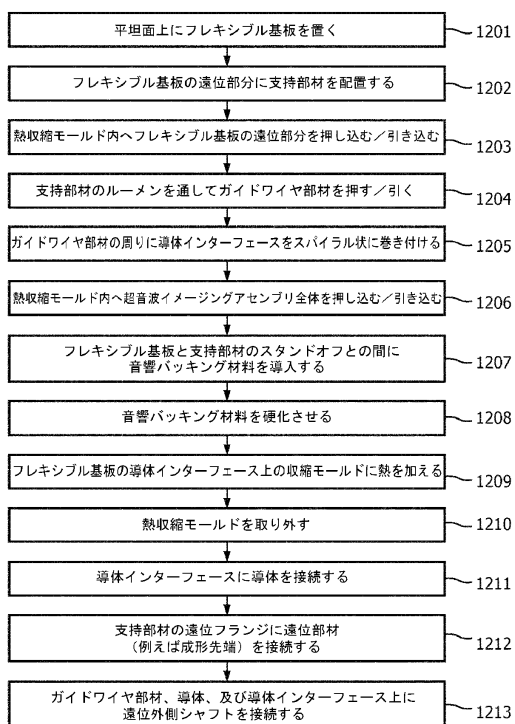 平坦面上にフレキシブル基板を置く
1201
フレキシブル基板の遠位部分に支持部材を配置する
1202
熱収縮モールド内へフレキシブル基板の遠位部分を押し込む/引き込む
1203
支持部材のルーメンを通してガイドワイヤ部材を押す/引く
1204
ガイドワイヤ部材の周りに導体インターフェースをスパイラル状に巻き付ける
1205
熱収縮モールド内へ超音波イメージングアセンブリ全体を押し込む/引き込む
1206
フレキシブル基板と支持部材のスタンドオフとの間に
音響バッキング材料を導入する
1207
音響バッキング材料を硬化させる
1208
フレキシブル基板の導体インターフェース上の収縮モールドに熱を加える
1209
熱収縮モールドを取り外す
1210
導体インターフェースに導体を接続する
1211
支持部材の遠位フランジに遠位部材
(例えば成形先端)を接続する
1212
ガイドワイヤ部材、導体、及び導体インターフェース上に
遠位外側シャフトを接続する
1213